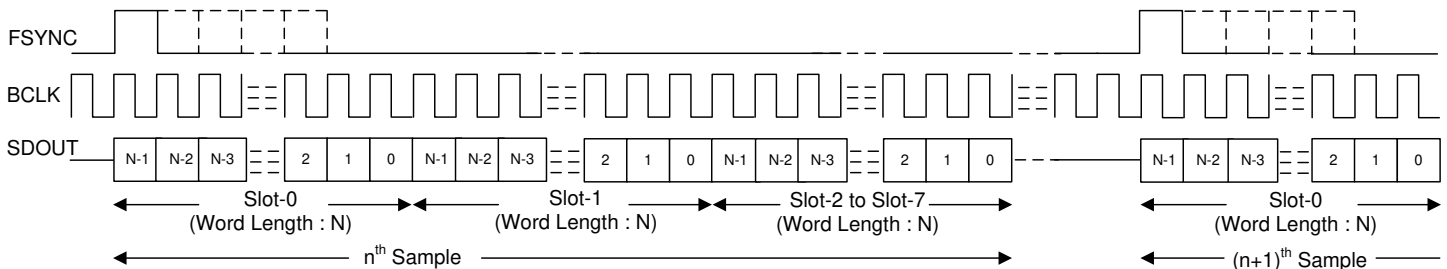 FSYNC
BCLK
SDOUT N-1 N-2 N-3 2 1 0 N-1 N-2 N-3 2 1 0 N-1 N-2 N-3 2 1 0 N-1 N-2 N-3 2 1 0
Slot-0 Slot-1 Slot-2 to Slot-7 Slot-0
(Word Length : N) (Word Length : N) (Word Length : N) (Word Length : N)
nth Sample (n+1)th Sample